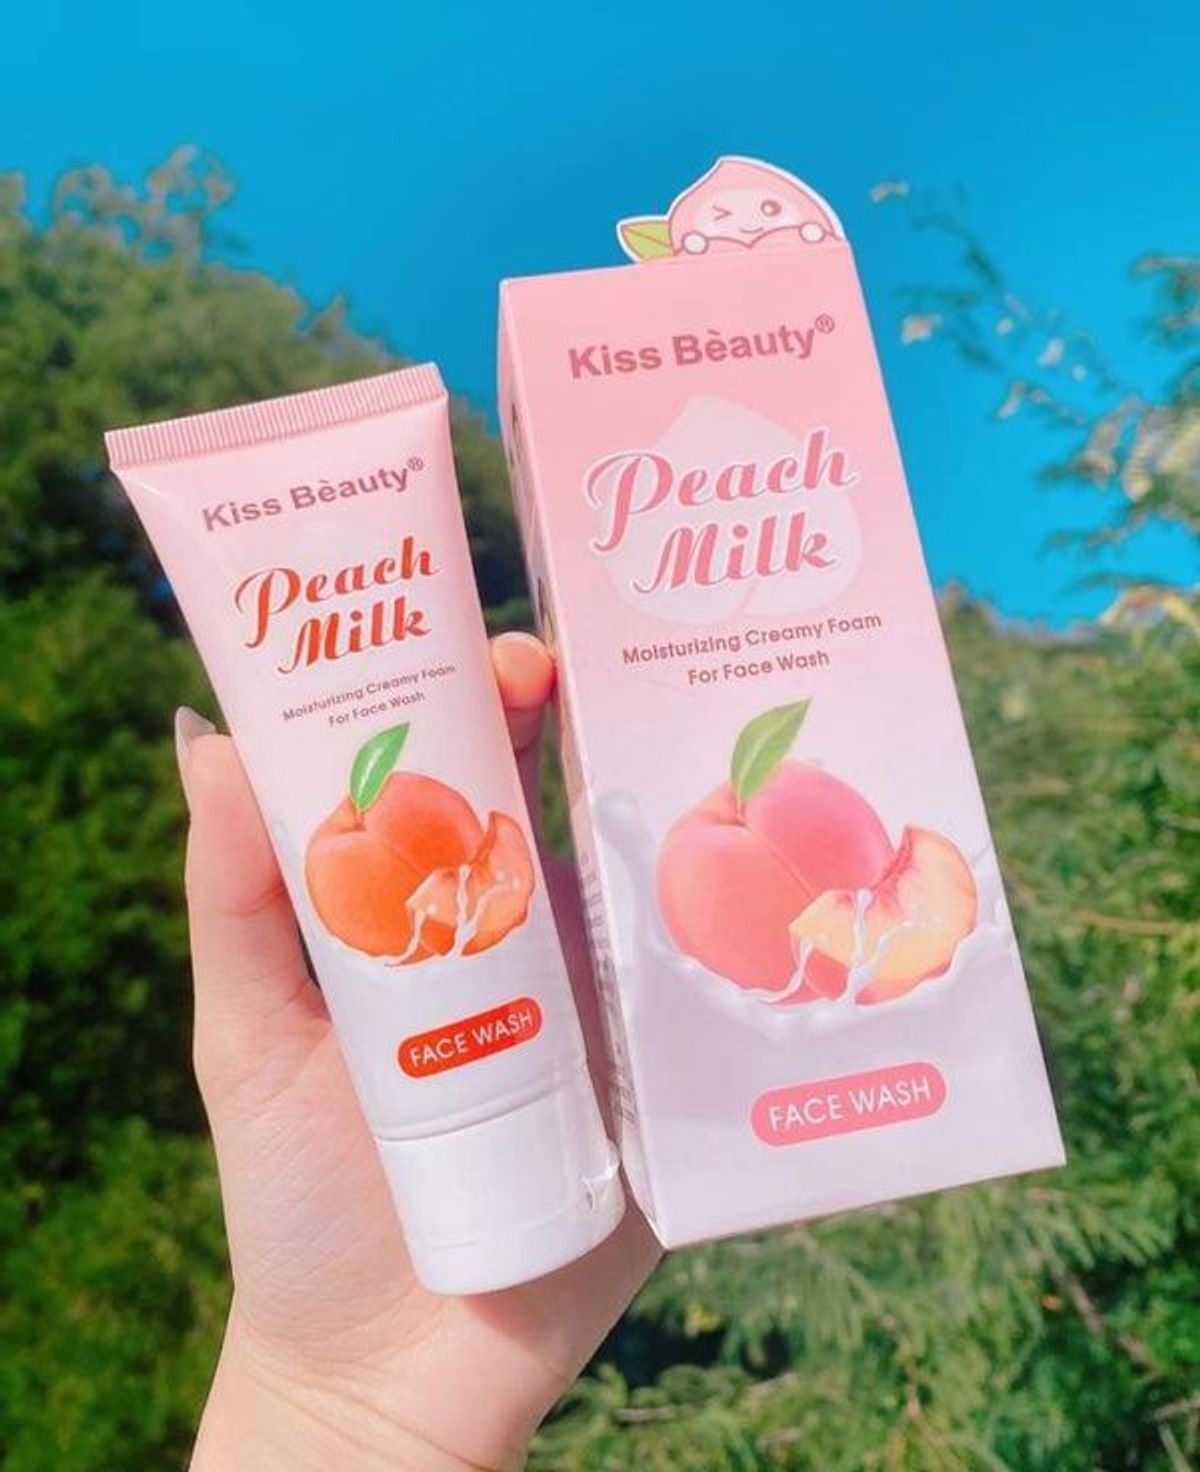 Kiss Bèauty®
Peach
Milk
Moisturizing Creamy Foam
For Face Wash
FACE WASH
Kiss Bèauty®
Peach
Milk
Moisturizing Creamy Foam
For Face Wash
FACE WASH